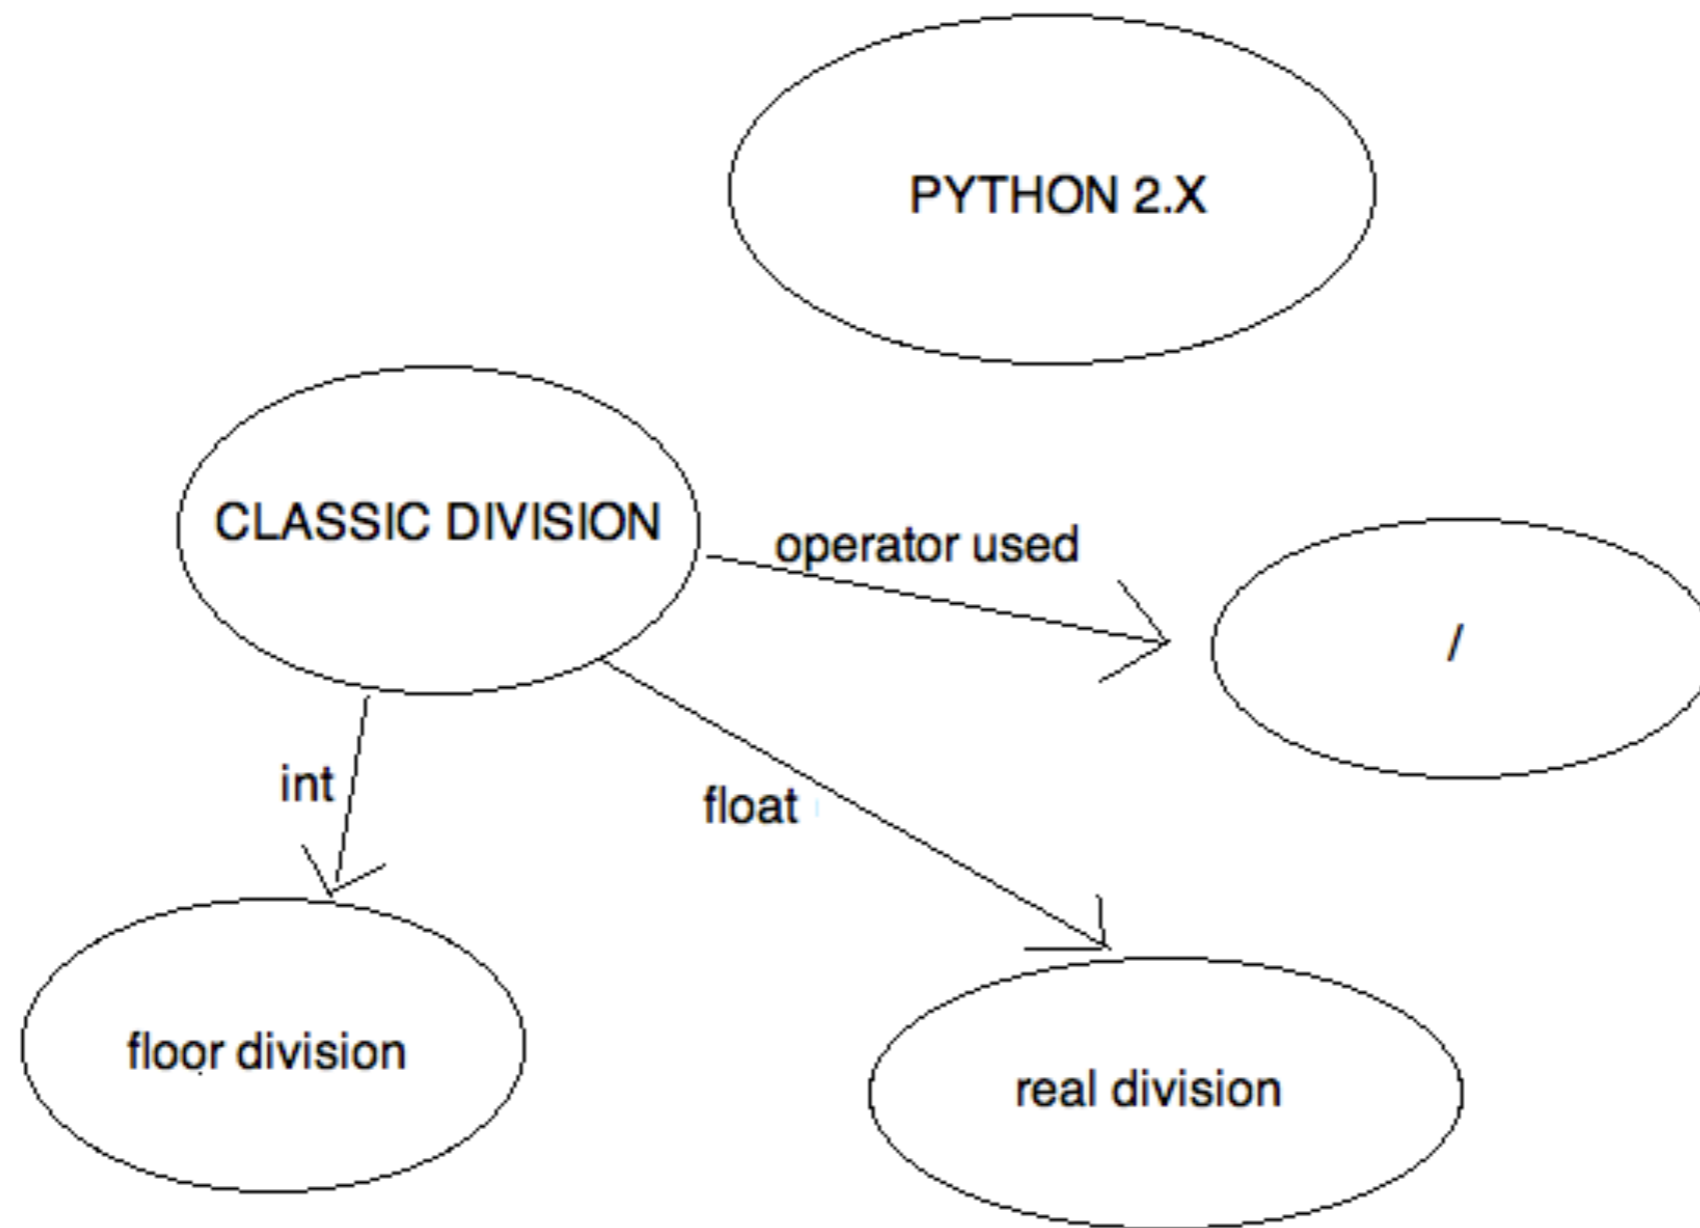 PYTHON 2.X
CLASSIC DIVISION
operator used
/
int
float
floor division
real division